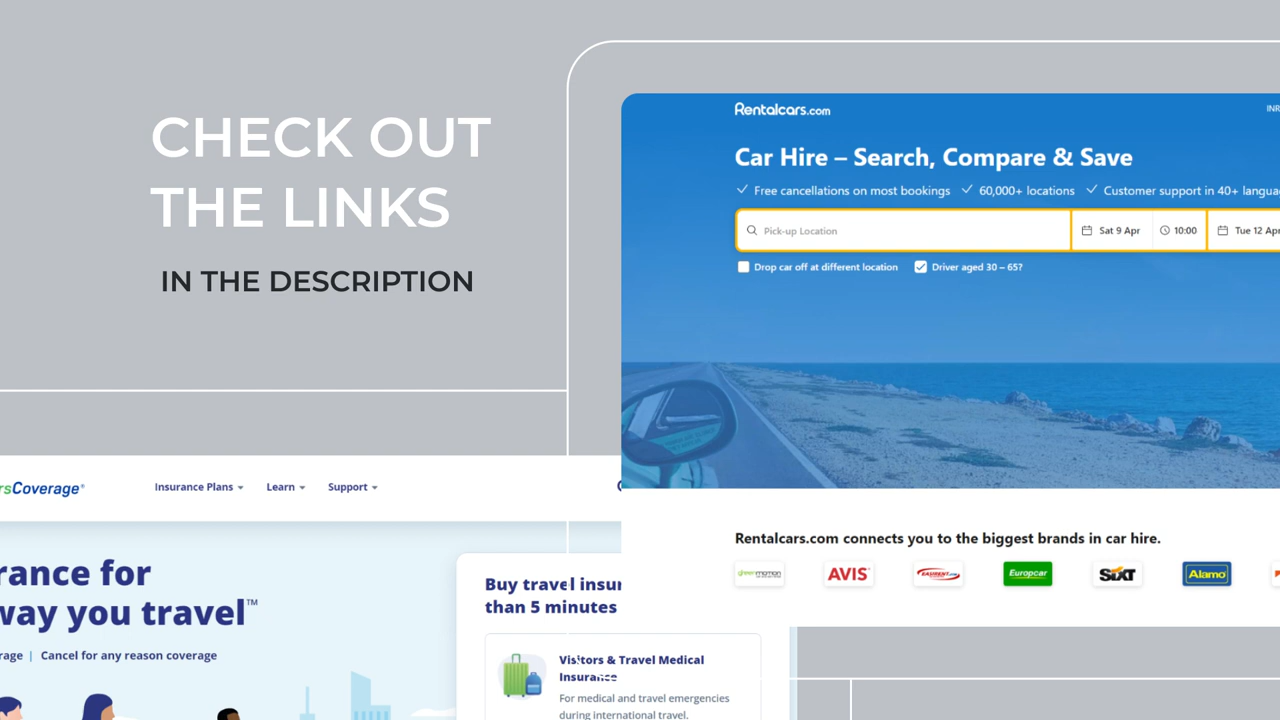 CHECK OUT
THE LINKS
IN THE DESCRIPTION
Rentalcars.com
INR
Car Hire – Search, Compare & Save
Free cancellations on most bookings
60,000+ locations
Customer support in 40+
Pick-up Location
Sat 9 Apr
10:00
Tue 12 Apr
Drop car off at different location
Driver aged 30 – 65?
Rentalcars.com connects you to the biggest brands in car hire.
greenmotion
AVIS
LAURENT.com
Europcar
SIXT
Alamo
rsCoverage®
Insurance Plans
Learn
Support
rance for
way you travel™
rage | Cancel for any reason coverage
Buy travel insur
than 5 minutes
Visitors & Travel Medical
Insurance
For medical and travel emergencies
during international travel.